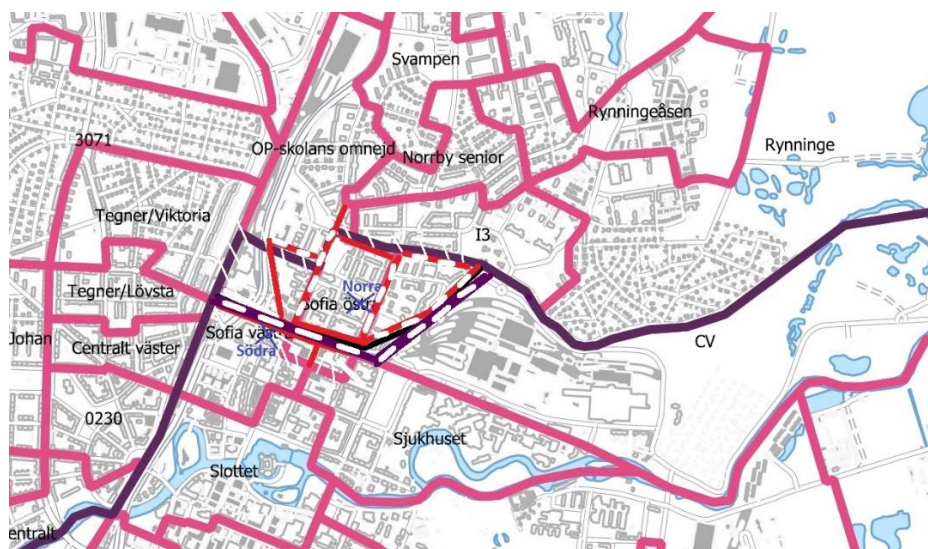 Svampen
Rynningeåsen
3071
OP-skolans omnejd
Norrby senior
Rynninge
Tegner/Viktoria
I3
Tegner/Lövsta
Norra
Sofia östr
Johan
Sofia väst
Centralt väster
Södra
CV
0230
Sjukhuset
Slottet
entralt